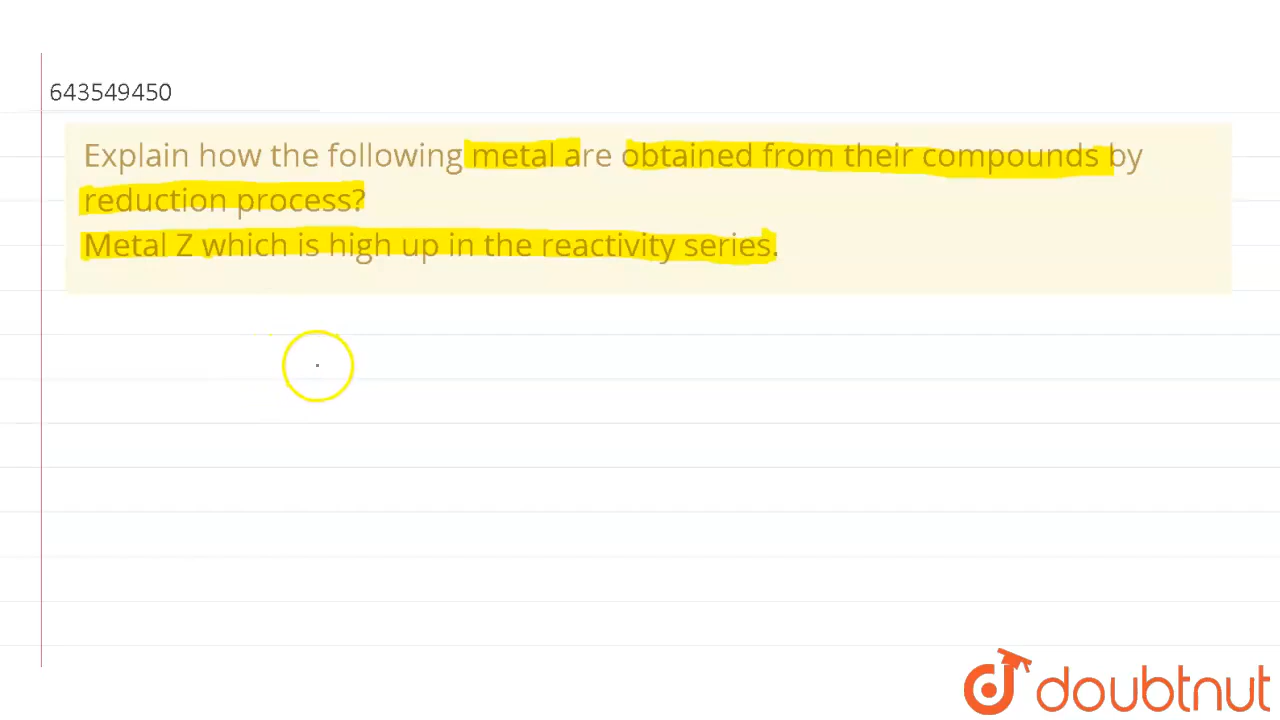 643549450
Explain how the following metal are obtained from their compounds by
reduction process?
Metal Z which is high up in the reactivity series.
doubtnut